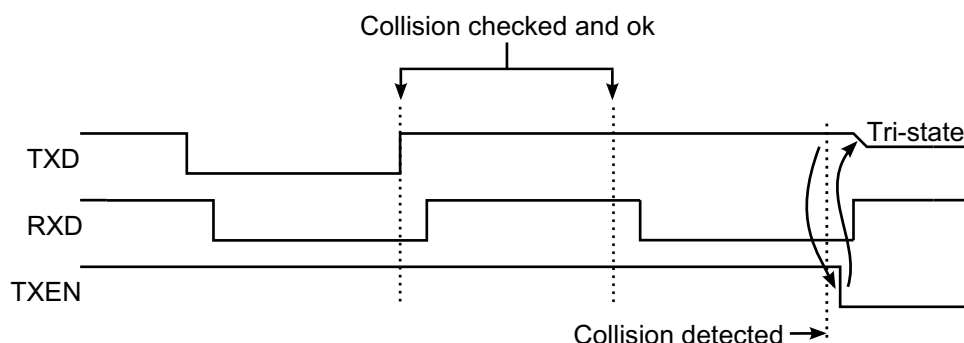 Collision checked and ok
Tri-state
TXD
RXD
TXEN
Collision detected